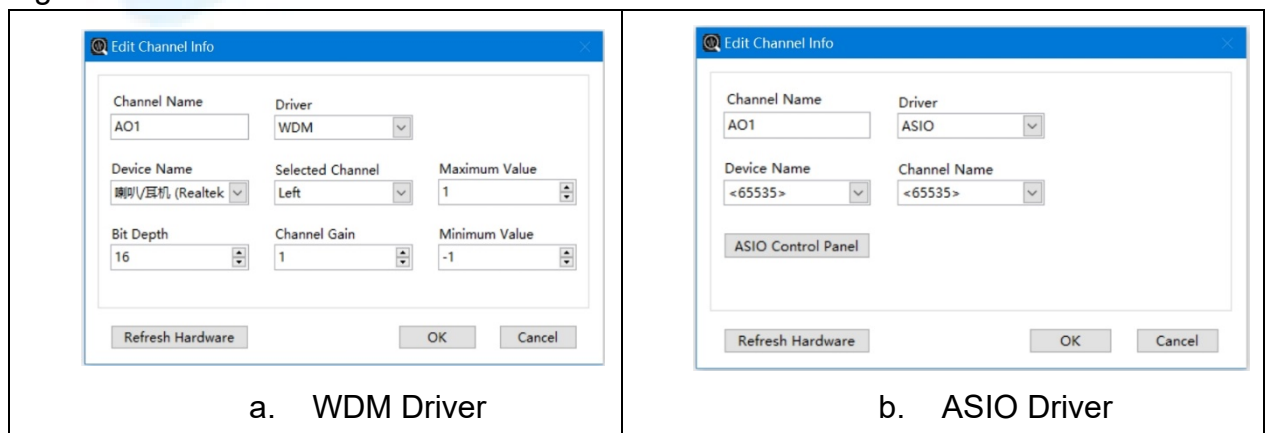 Edit Channel Info
Channel Name Driver
AO1 WDM
Device Name Selected Channel Maximum Value
喇叭/耳机 (Realtek Left 1
Bit Depth Channel Gain Minimum Value
16 1 -1
Refresh Hardware OK Cancel
a. WDM Driver
Edit Channel Info
Channel Name Driver
AO1 ASIO
Device Name Channel Name
<65535> <65535>
ASIO Control Panel
Refresh Hardware OK Cancel
b. ASIO Driver